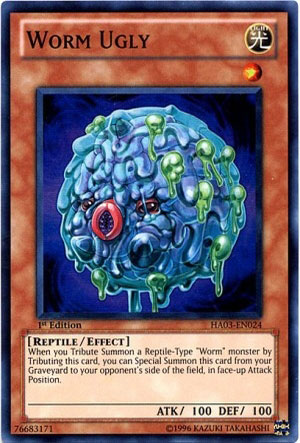 WORM UGLY
LIGHT
光
1st Edition
HA03-EN024
[REPTILE/EFFECT]
When you Tribute Summon a Reptile-Type "Worm" monster by
Tributing this card, you can Special Summon this card from your
Graveyard to your opponent's side of the field, in face-up Attack
Position.
ATK/ 100 DEF/ 100
76683171
©1996 KAZUKI TAKAHASHI